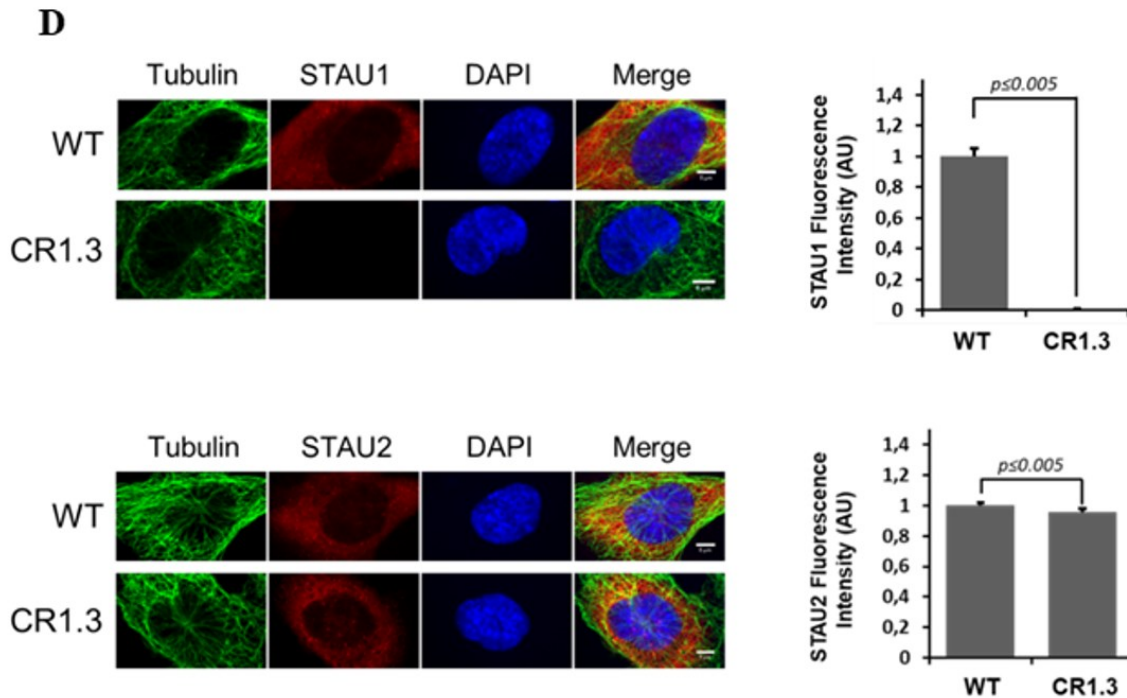 D
Tubulin STAU1 DAPI Merge
WT
CR1.3
STAU1 Fluorescence
Intensity (AU)
1,4
1,2
1
0,8
0,6
0,4
0,2
0
p≤0.005
WT CR1.3
Tubulin STAU2 DAPI Merge
WT
CR1.3
STAU2 Fluorescence
Intensity (AU)
1,4
1,2
1
0,8
0,6
0,4
0,2
0
p≤0.005
WT CR1.3